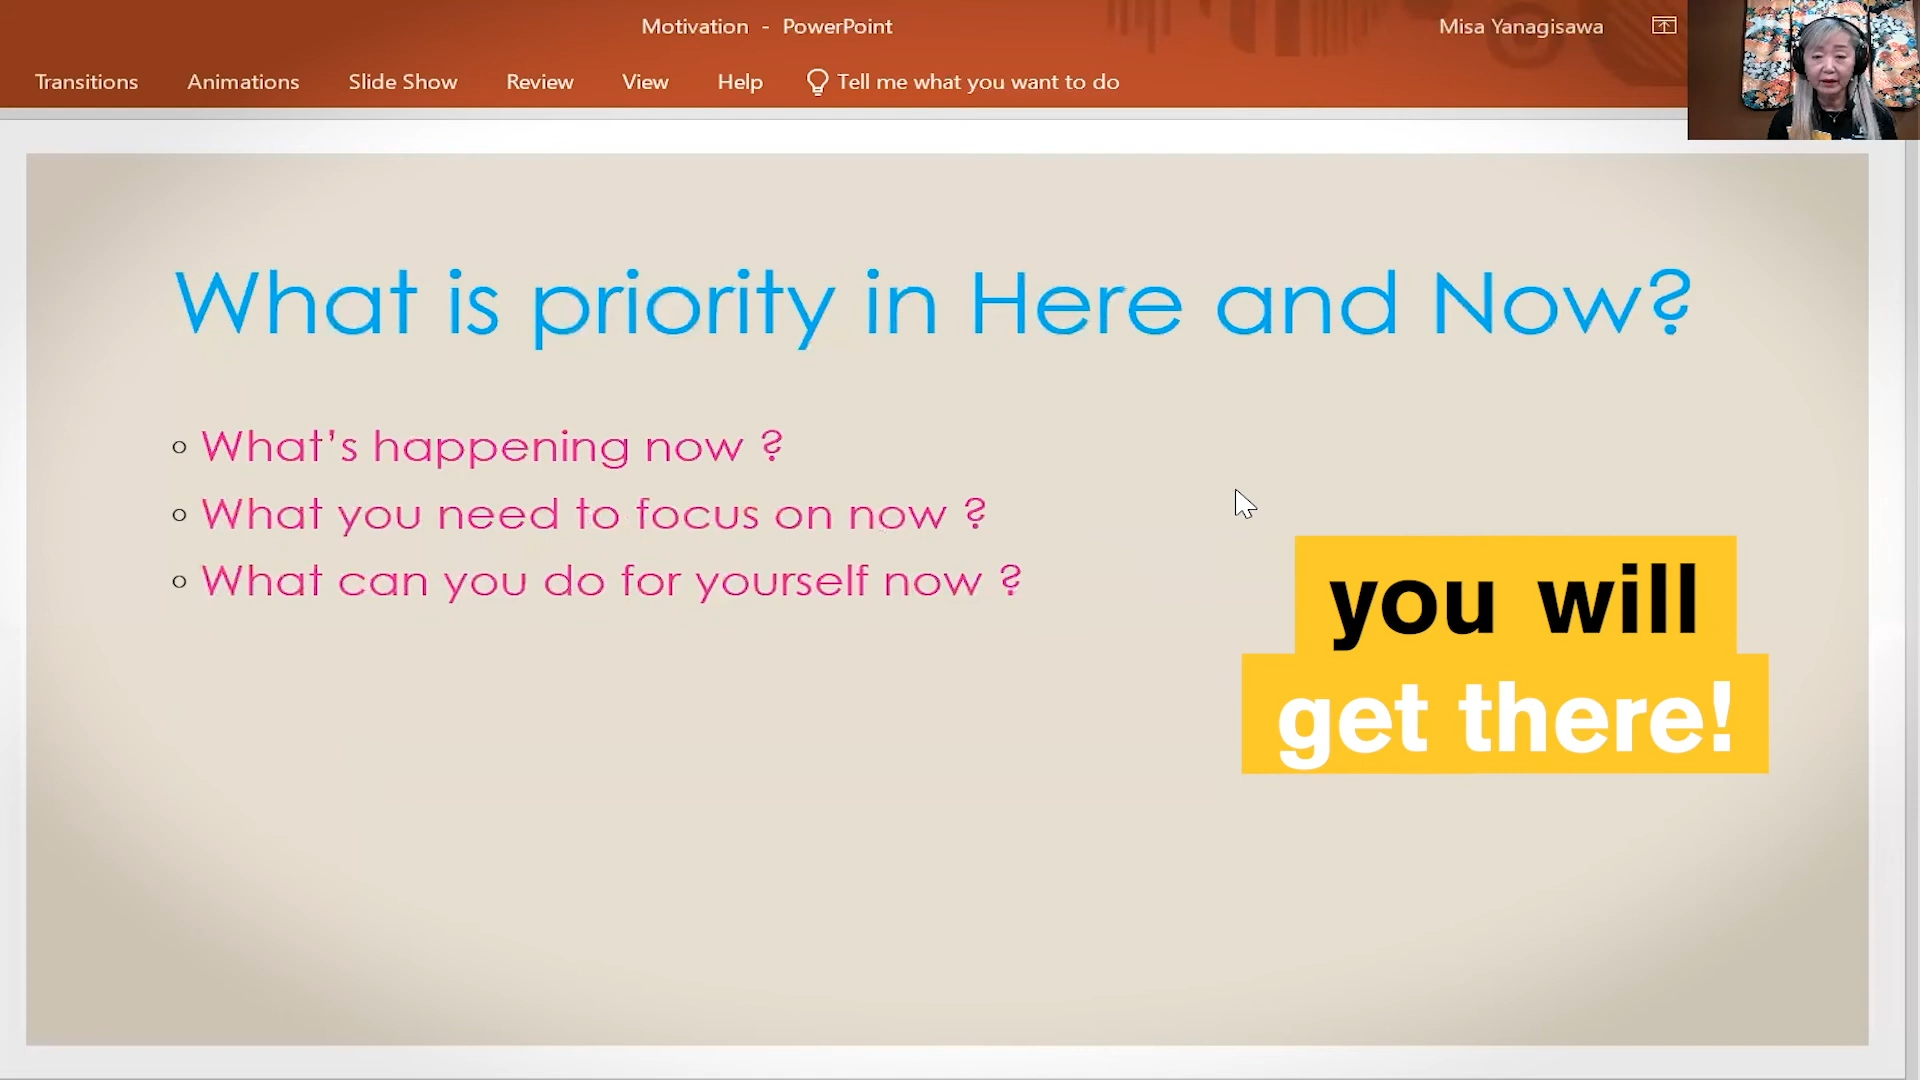 Motivation - PowerPoint
Misa Yanagisawa
Transitions Animations Slide Show Review View Help Tell me what you want to do
What is priority in Here and Now?
What's happening now ?
What you need to focus on now ?
What can you do for yourself now ?
you will
get there!